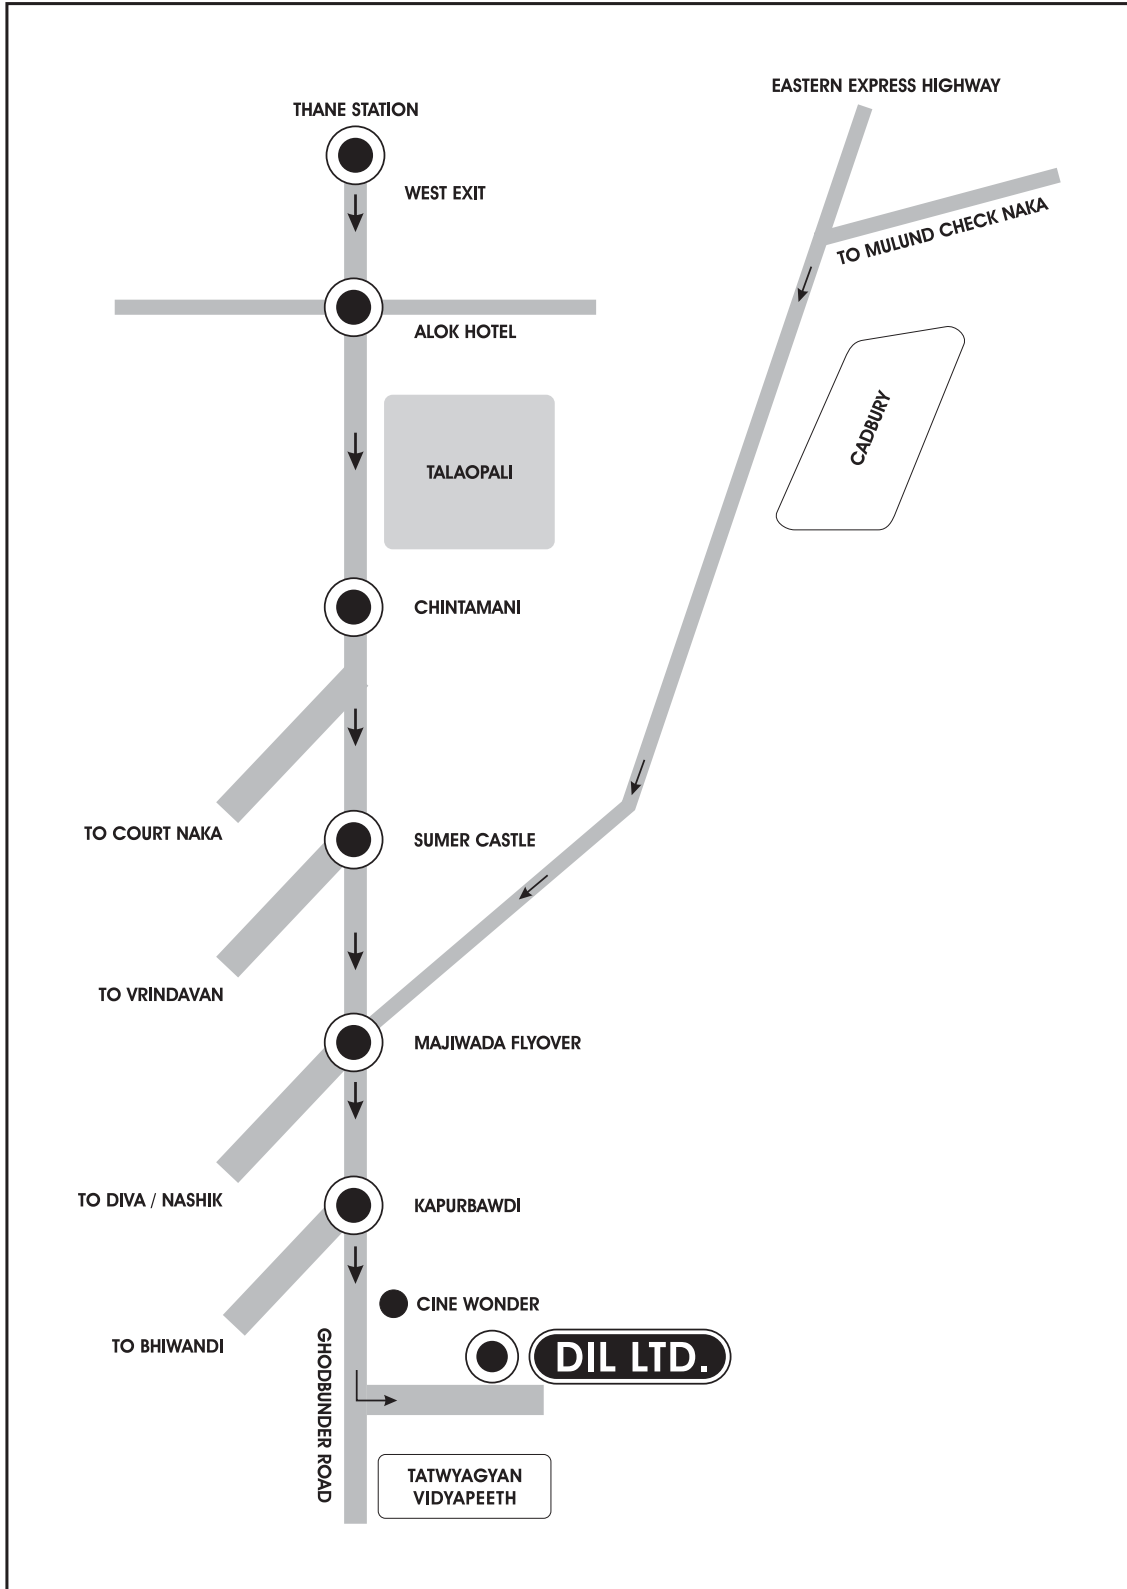 EASTERN EXPRESS HIGHWAY
THANE STATION
WEST EXIT
TO MULUND CHECK NAKA
ALOK HOTEL
CADBURY
TALAOPALI
CHINTAMANI
TO COURT NAKA
SUMER CASTLE
TO VRINDAVAN
MAJIWADA FLYOVER
TO DIVA / NASHIK
KAPURBAWDI
CINE WONDER
TO BHIWANDI
DIL LTD.
GHODBUNDER ROAD
TATWYAGYAN
VIDYAPEETH